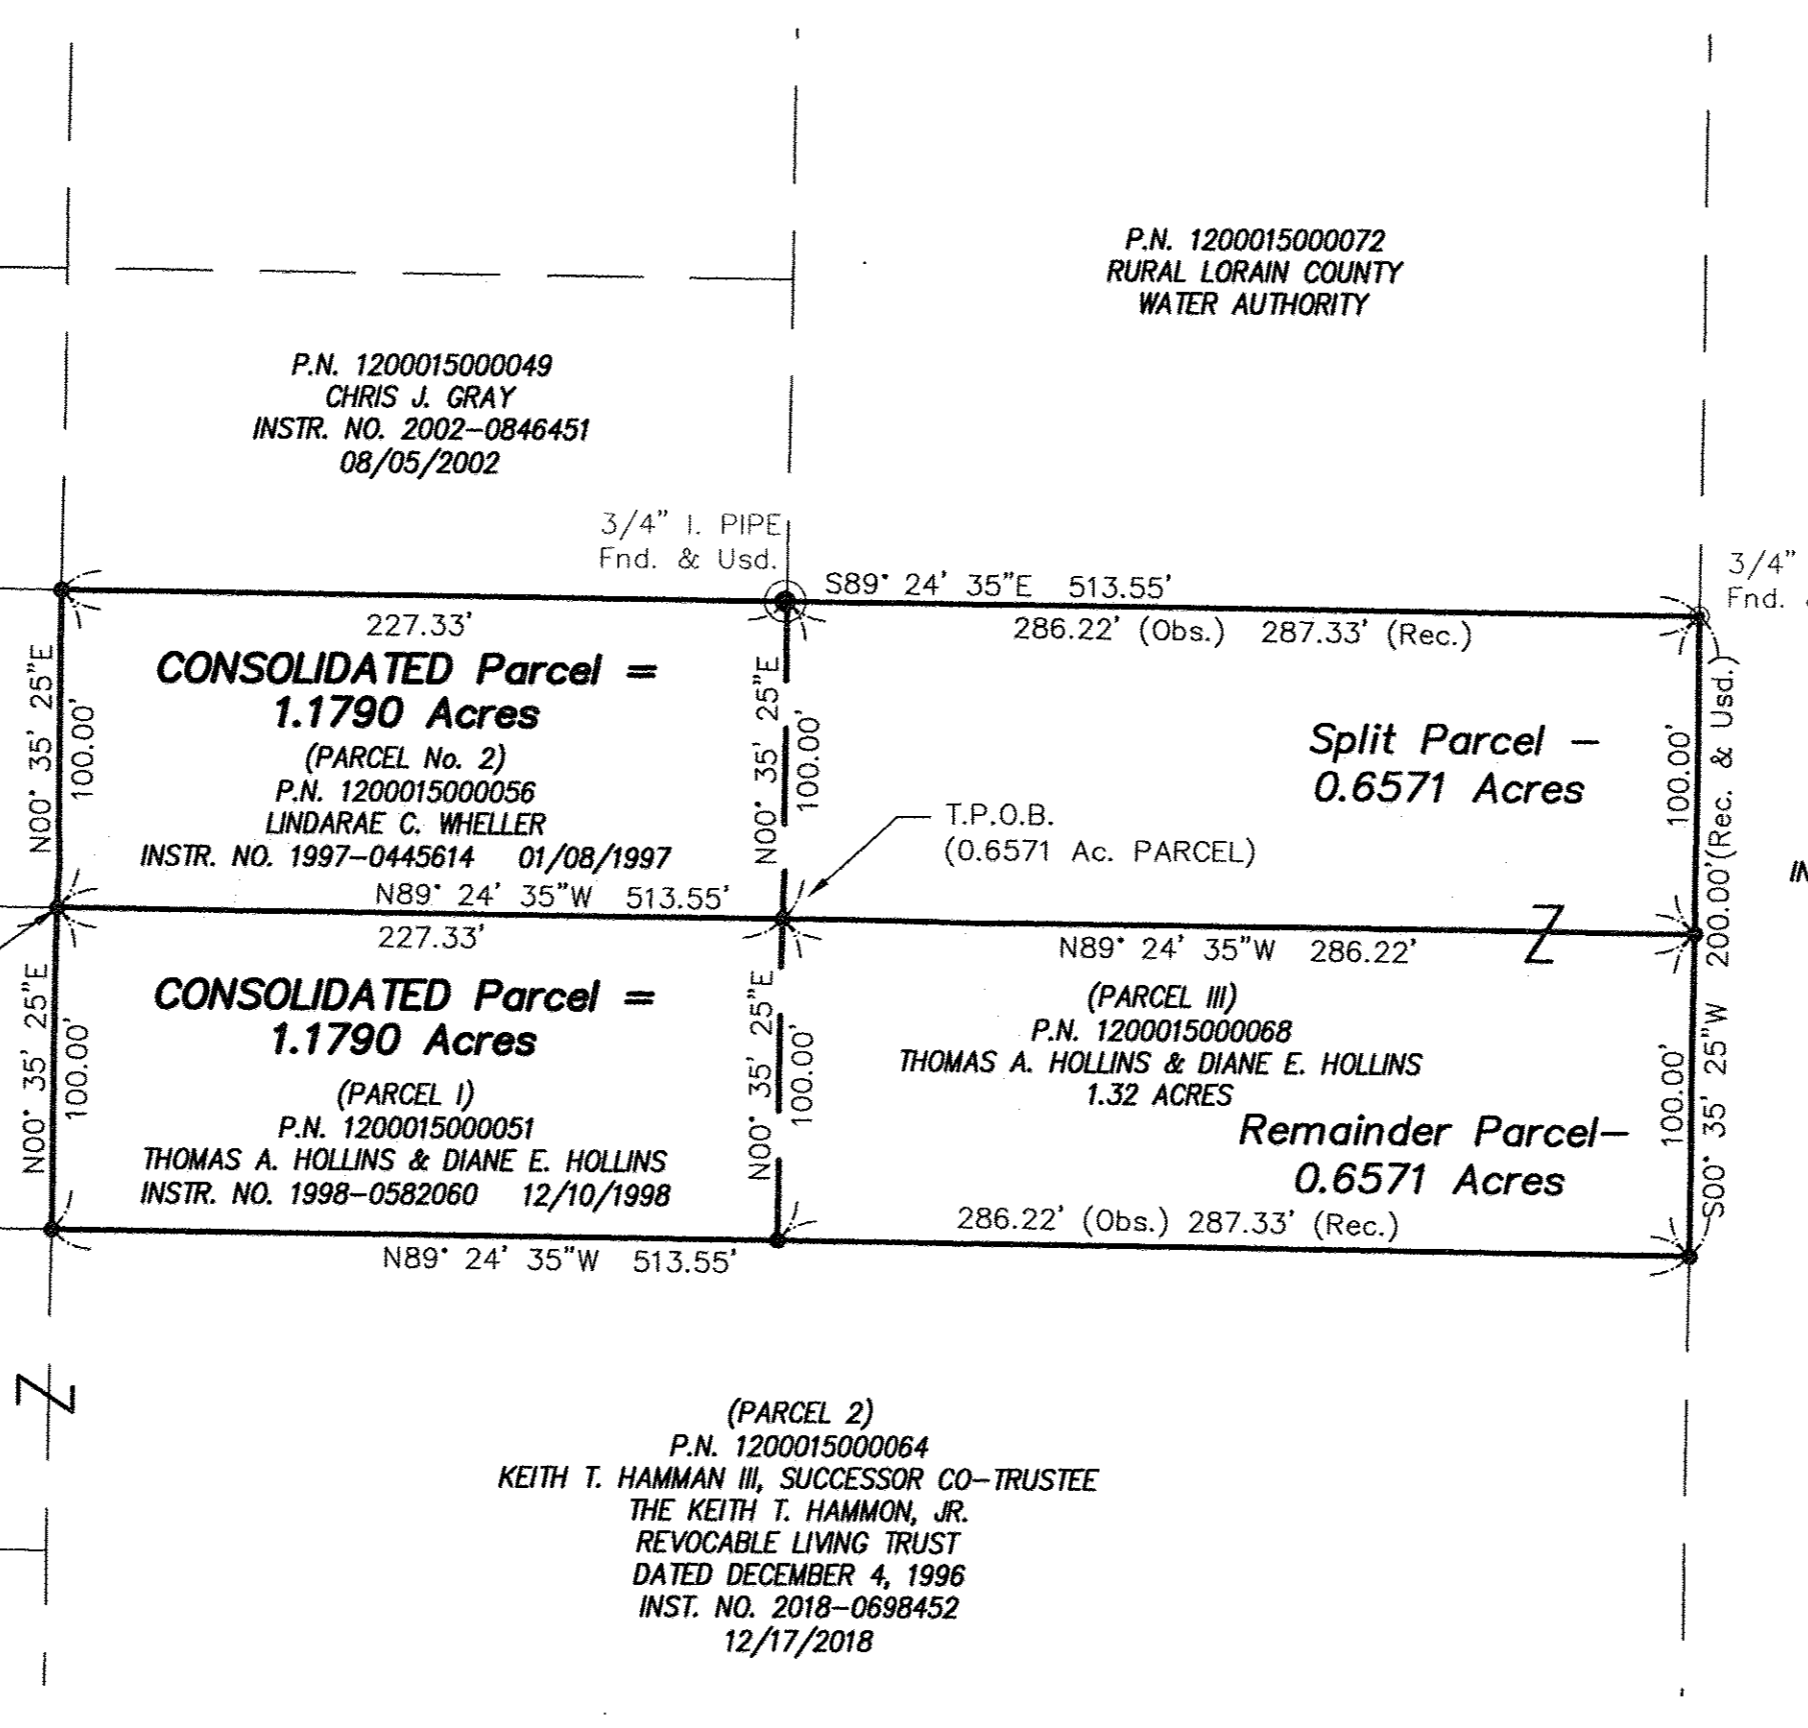 P.N. 1200015000072
RURAL LORAIN COUNTY
WATER AUTHORITY
P.N. 1200015000049
CHRIS J. GRAY
INSTR. NO. 2002-0846451
08/05/2002
3/4" I. PIPE
Fnd. & Usd.
3/4"
Fnd.
S89° 24' 35"E 513.55'
227.33'
286.22' (Obs.) 287.33' (Rec.)
N00° 35' 25"E
100.00'
CONSOLIDATED Parcel =
1.1790 Acres
(PARCEL No. 2)
P.N. 1200015000056
LINDARAE C. WHELLER
INSTR. NO. 1997-0445614 01/08/1997
N00° 35' 25"E
100.00'
T.P.O.B.
(0.6571 Ac. PARCEL)
Split Parcel -
0.6571 Acres
100.00'
S00° 35' 25"W 200.00'(Rec. & Usd.)
IN
N89° 24' 35"W 513.55'
227.33'
N89° 24' 35"W 286.22'
Z
N00° 35' 25"E
100.00'
CONSOLIDATED Parcel =
1.1790 Acres
(PARCEL I)
P.N. 1200015000051
THOMAS A. HOLLINS & DIANE E. HOLLINS
INSTR. NO. 1998-0582060 12/10/1998
N00° 35' 25"E
100.00'
(PARCEL III)
P.N. 1200015000068
THOMAS A. HOLLINS & DIANE E. HOLLINS
1.32 ACRES
Remainder Parcel-
0.6571 Acres
100.00'
286.22' (Obs.) 287.33' (Rec.)
N89° 24' 35"W 513.55'
Z
(PARCEL 2)
P.N. 1200015000064
KEITH T. HAMMAN III, SUCCESSOR CO-TRUSTEE
THE KEITH T. HAMMON, JR.
REVOCABLE LIVING TRUST
DATED DECEMBER 4, 1996
INST. NO. 2018-0698452
12/17/2018